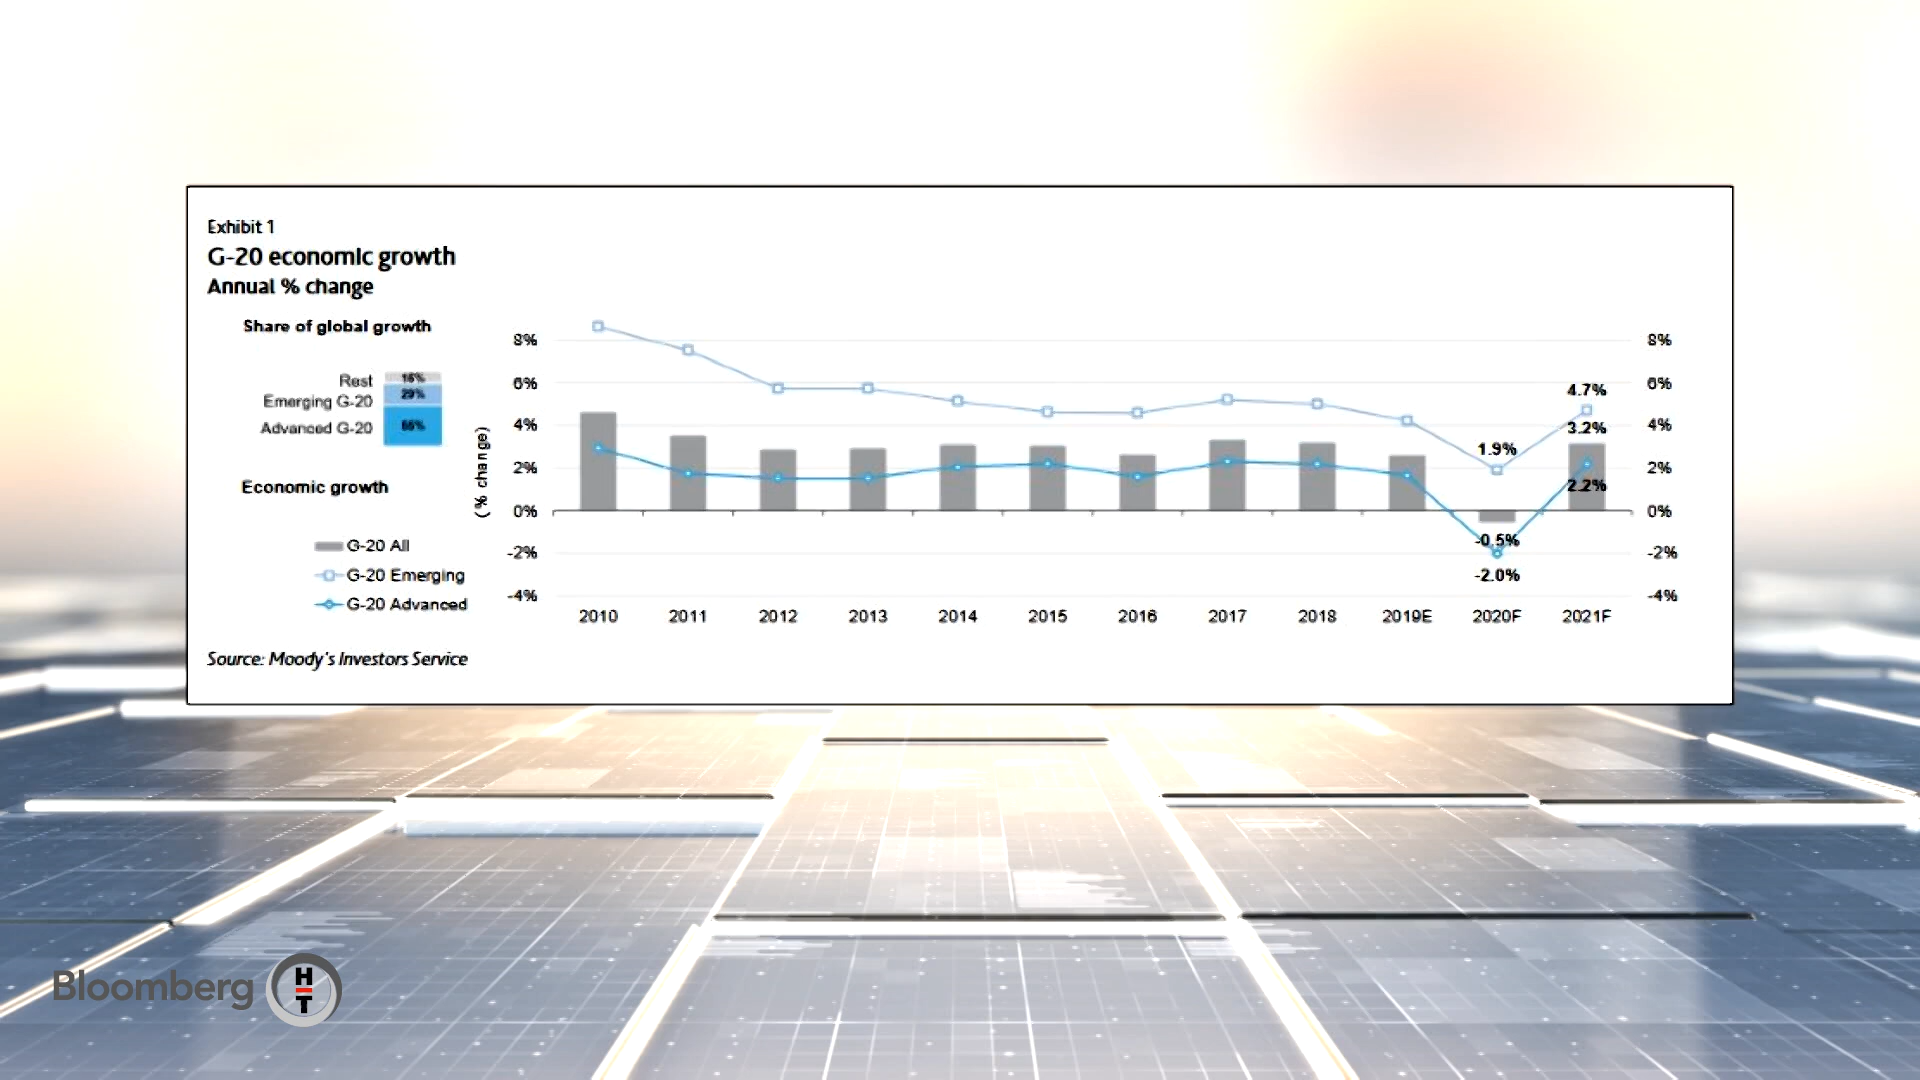 Exhibit 1
G-20 economic growth
Annual % change
Share of global growth
Rest 16%
Emerging G-20 29%
Advanced G-20
Economic growth
G-20 All
G-20 Emerging
G-20 Advanced
(% change)
8% 8%
6% 6%
4% 4%
2% 2%
0% 0%
-2% -2%
-4% -4%
4.7%
3.2%
1.9%
2.2%
-0.5%
-2.0%
2010 2011 2012 2013 2014 2015 2016 2017 2018 2019E 2020F 2021F
Source: Moody's Investors Service
Bloomberg HT